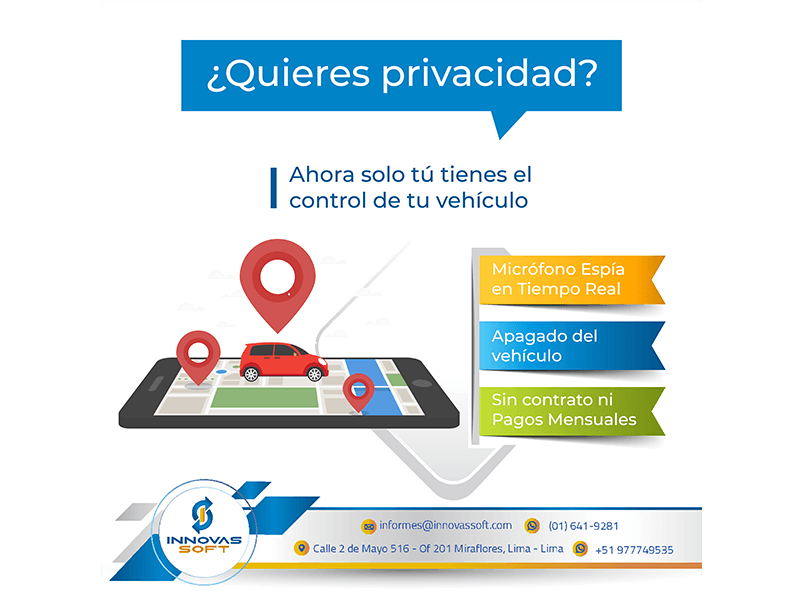 ¿Quieres privacidad?
Ahora solo tú tienes el
control de tu vehículo
Micrófono Espía
en Tiempo Real
Apagado del
vehículo
Sin contrato ni
Pagos Mensuales
INNOVAS
SOFT
informes@innovassoft.com
(01) 641-9281
Calle 2 de Mayo 516 - Of 201 Miraflores, Lima - Lima
+51 977749535